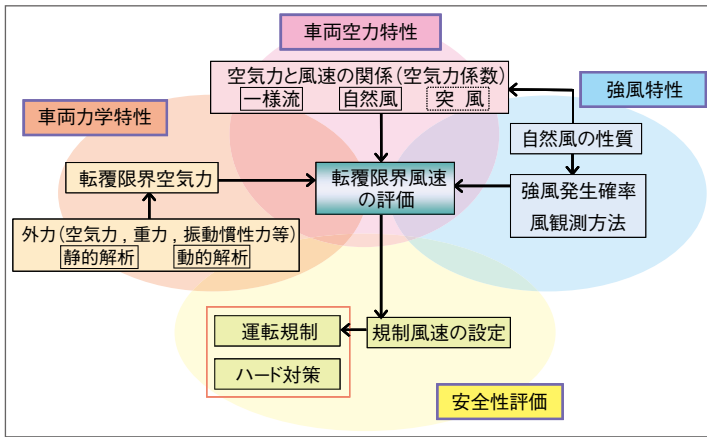 車両空力特性
空気力と風速の関係(空気力係数)
一様流 自然風 突 風
強風特性
車両力学特性
自然風の性質
転覆限界空気力
転覆限界風速
の評価
強風発生確率
風観測方法
外力(空気力,重力,振動慣性力等)
静的解析 動的解析
運転規制
規制風速の設定
ハード対策
安全性評価